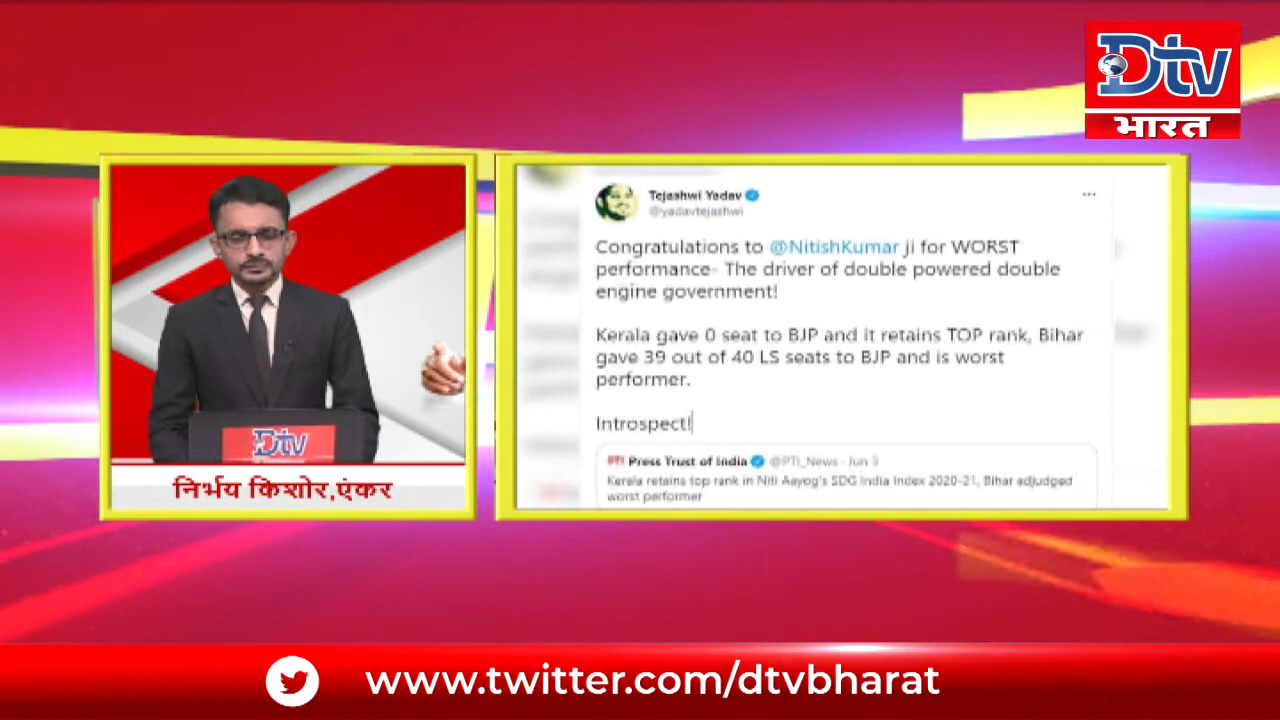 Dtv
भारत
Tejashwi Yadav
@yadavtejashwi
Congratulations to @NitishKumar ji for WORST
performance- The driver of double powered double
engine government!
Kerala gave 0 seat to BJP and it retains TOP rank, Bihar
gave 39 out of 40 LS seats to BJP and is worst
performer.
Introspect!
Press Trust of India @PTI_News · Jun 3
Kerala retains top rank in Niti Aayog's SDG India Index 2020-21, Bihar adjudged
worst performer
Dtv
निर्भय किशोर,एंकर
www.twitter.com/dtvbharat